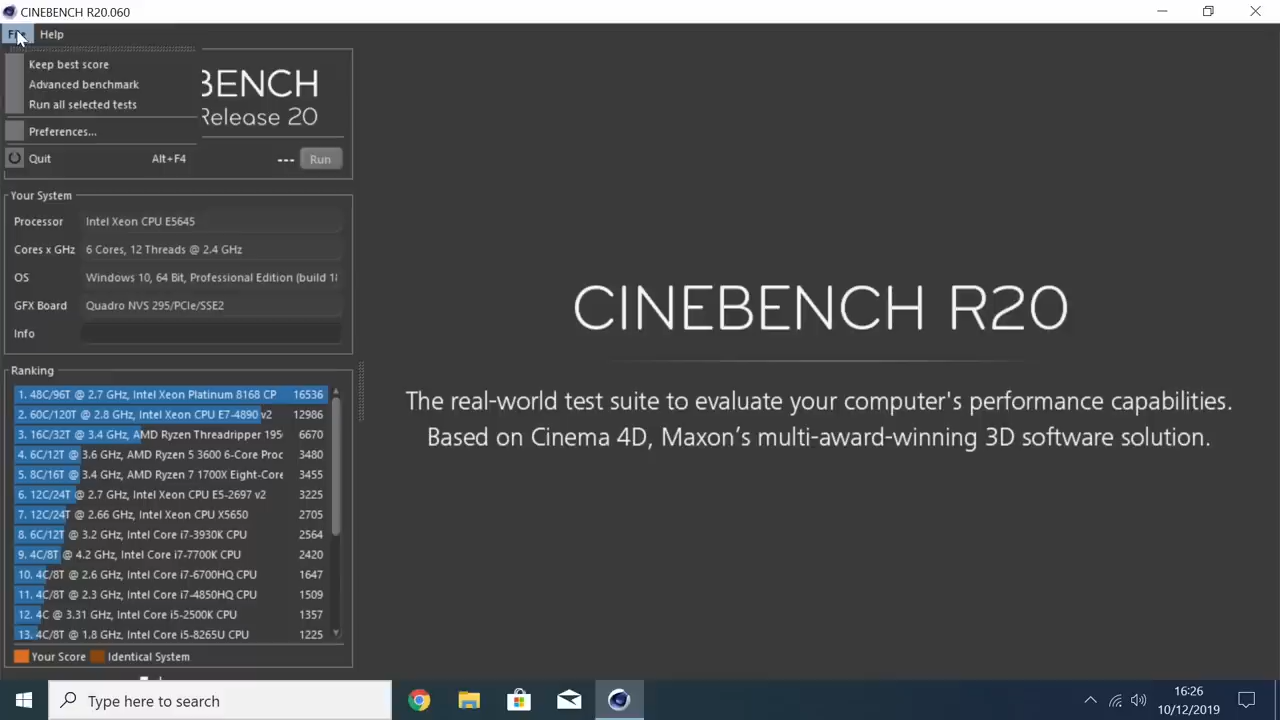 CINEBENCH R20.060
File Help
Keep best score
Advanced benchmark
Run all selected tests
Preferences...
Quit Alt+F4
BENCH
Release 20
--- Run
Your System
Processor Intel Xeon CPU E5645
Cores x GHz 6 Cores, 12 Threads @ 2.4 GHz
OS Windows 10, 64 Bit, Professional Edition (build 18
GFX Board Quadro NVS 295/PCIe/SSE2
Info
Ranking
1. 48C/96T @ 2.7 GHz, Intel Xeon Platinum 8168 CP 16536
2. 60C/120T @ 2.8 GHz, Intel Xeon CPU E7-4890 v2 12986
3. 16C/32T @ 3.4 GHz, AMD Ryzen Threadripper 195 6670
4. 6C/12T @ 3.6 GHz, AMD Ryzen 5 3600 6-Core Proc 3480
5. 8C/16T @ 3.4 GHz, AMD Ryzen 7 1700X Eight-Core 3455
6. 12C/24T @ 2.7 GHz, Intel Xeon CPU E5-2697 v2 3225
7. 12C/24T @ 2.66 GHz, Intel Xeon CPU X5650 2705
8. 6C/12T @ 3.2 GHz, Intel Core i7-3930K CPU 2564
9. 4C/8T @ 4.2 GHz, Intel Core i7-7700K CPU 2420
10. 4C/8T @ 2.6 GHz, Intel Core i7-6700HQ CPU 1647
11. 4C/8T @ 2.3 GHz, Intel Core i7-4850HQ CPU 1509
12. 4C @ 3.31 GHz, Intel Core i5-2500K CPU 1357
13. 4C/8T @ 1.8 GHz, Intel Core i5-8265U CPU 1225
Your Score Identical System
CINEBENCH R20
The real-world test suite to evaluate your computer's performance capabilities.
Based on Cinema 4D, Maxon’s multi-award-winning 3D software solution.
Type here to search
16:26
10/12/2019